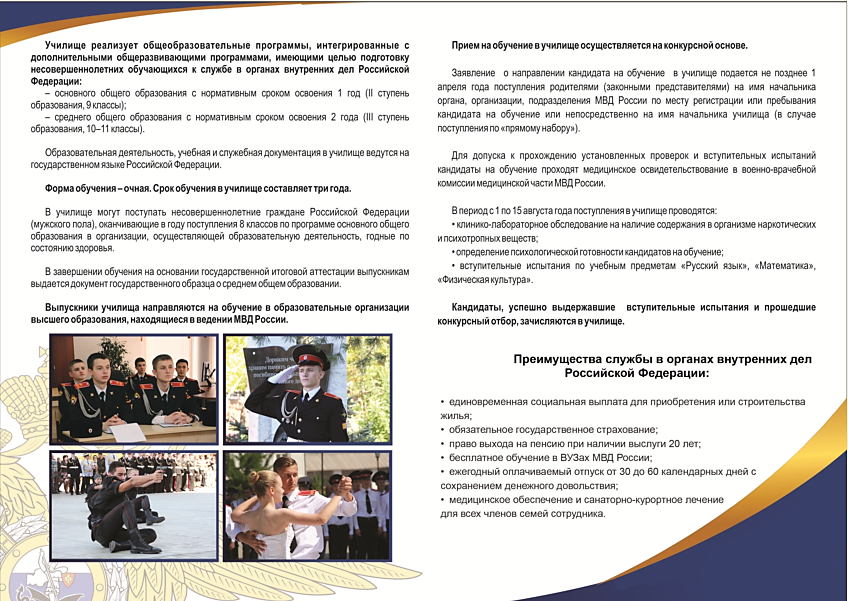 Училище реализует общеобразовательные программы, интегрированные с
дополнительными общеразвивающими программами, имеющими целью подготовку
несовершеннолетних обучающихся к службе в органах внутренних дел Российской
Федерации:
– основного общего образования с нормативным сроком освоения 1 год (II ступень
образования, 9 классы);
– среднего общего образования с нормативным сроком освоения 2 года (III ступень
образования, 10–11 классы).
Образовательная деятельность, учебная и служебная документация в училище ведутся на
государственном языке Российской Федерации.
Форма обучения – очная. Срок обучения в училище составляет три года.
В училище могут поступать несовершеннолетние граждане Российской Федерации
(мужского пола), оканчивающие в году поступления 8 классов по программе основного общего
образования в организации, осуществляющей образовательную деятельность, годные по
состоянию здоровья.
В завершении обучения на основании государственной итоговой аттестации выпускникам
выдается документ государственного образца о среднем общем образовании.
Выпускники училища направляются на обучение в образовательные организации
высшего образования, находящиеся в ведении МВД России.
Прием на обучение в училище осуществляется на конкурсной основе.
Заявление о направлении кандидата на обучение в училище подается не позднее 1
апреля года поступления родителями (законными представителями) на имя начальника
органа, организации, подразделения МВД России по месту регистрации или пребывания
кандидата на обучение или непосредственно на имя начальника училища (в случае
поступления по «прямому набору»).
Для допуска к прохождению установленных проверок и вступительных испытаний
кандидаты на обучение проходят медицинское освидетельствование в военно-врачебной
комиссии медицинской части МВД России.
В период с 1 по 15 августа года поступления в училище проводятся:
• клинико-лабораторное обследование на наличие содержания в организме наркотических
и психотропных веществ;
• определение психологической готовности кандидатов на обучение;
• вступительные испытания по учебным предметам «Русский язык», «Математика»,
«Физическая культура».
Кандидаты, успешно выдержавшие вступительные испытания и прошедшие
конкурсный отбор, зачисляются в училище.
Преимущества службы в органах внутренних дел
Российской Федерации:
• единовременная социальная выплата для приобретения или строительства
жилья;
• обязательное государственное страхование;
• право выхода на пенсию при наличии выслуги 20 лет;
• бесплатное обучение в ВУЗах МВД России;
• ежегодный оплачиваемый отпуск от 30 до 60 календарных дней с
сохранением денежного довольствия;
• медицинское обеспечение и санаторно-курортное лечение
для всех членов семей сотрудника.